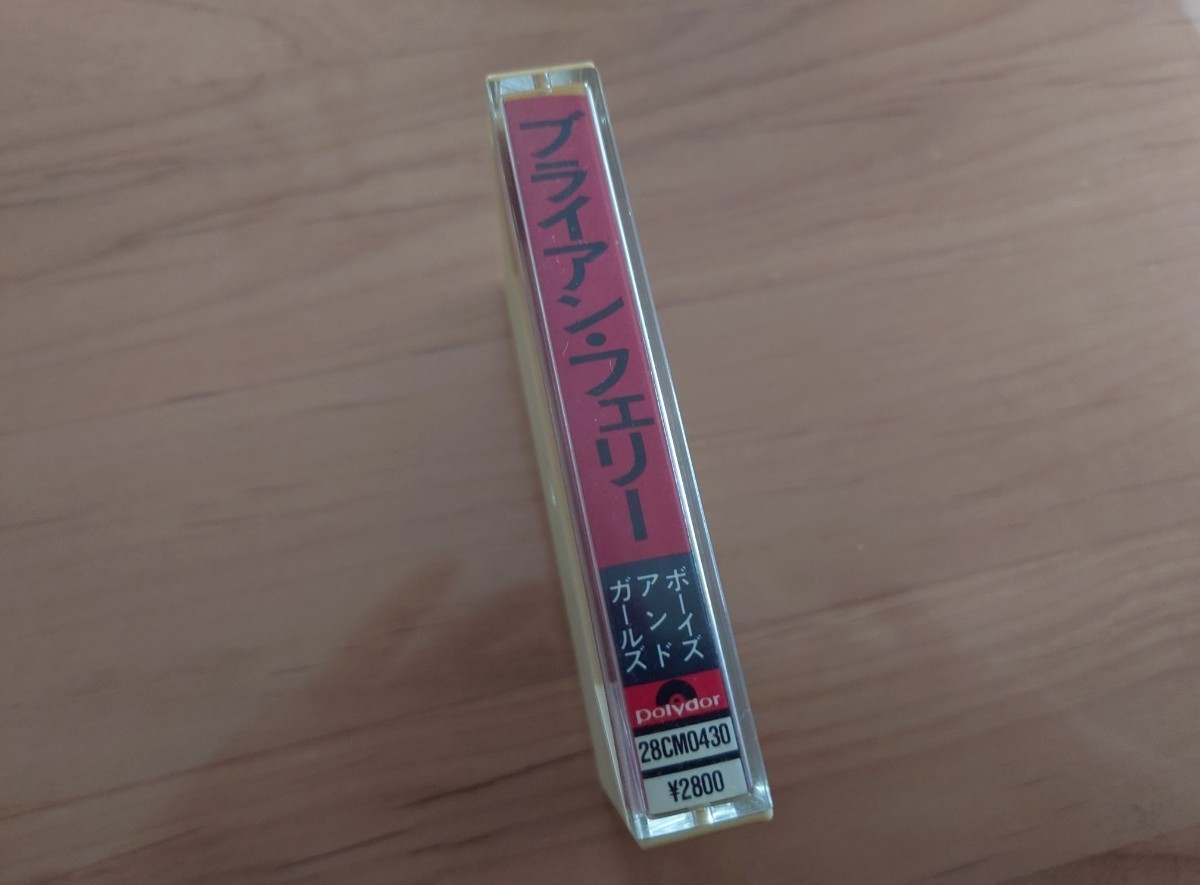 ブライアン・フェリー
ボーイズ
アンド
ガールズ
polydor
28CM0430
¥2800